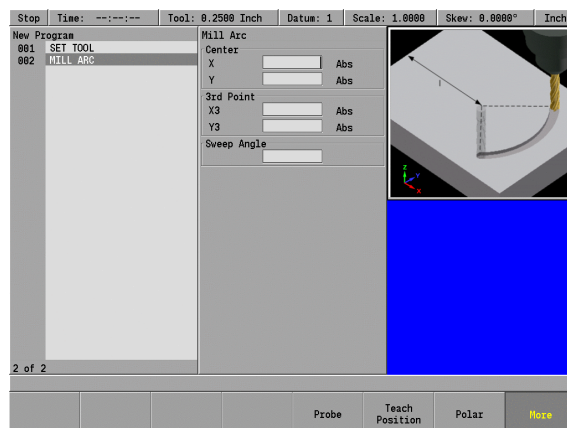 Stop Time: --:--:-- Tool: 0.2500 Inch Datum: 1 Scale: 1.0000 Skew: 0.0000° Inch
New Program
001 SET TOOL
002 MILL ARC
2 of 2
Mill Arc
Center
X Abs
Y Abs
3rd Point
X3 Abs
Y3 Abs
Sweep Angle
Z
Y
X
Probe
Teach
Position
Polar
More